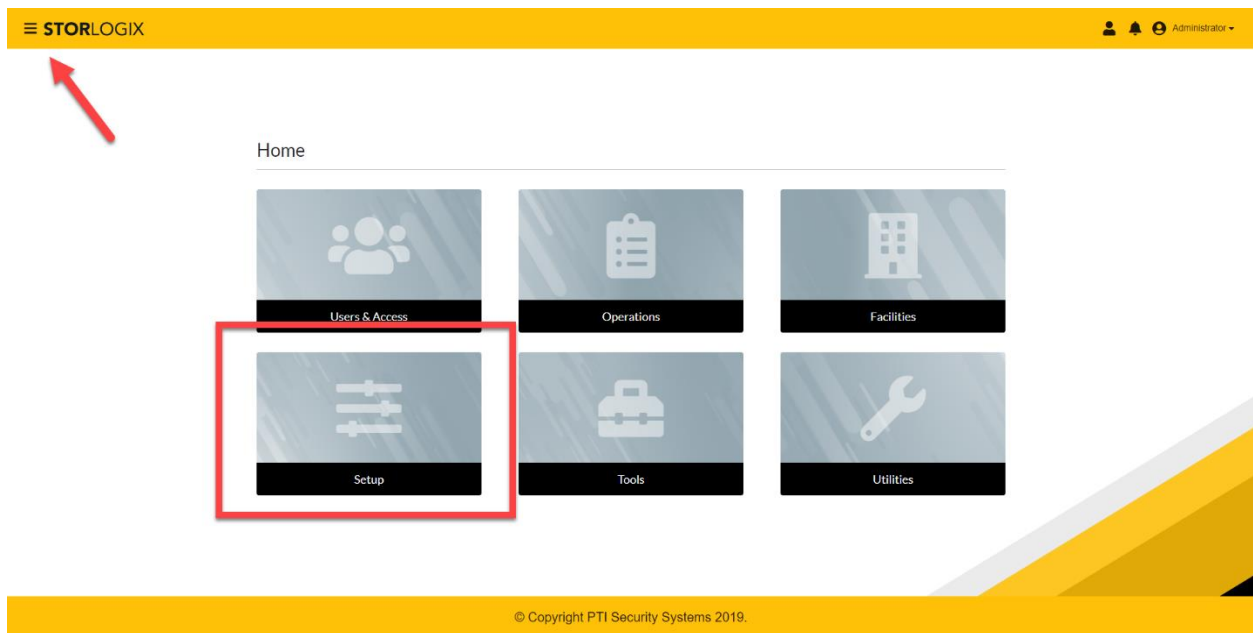 STORLOGIX
Administrator
Home
Users & Access
Operations
Facilities
Setup
Tools
Utilities
© Copyright PTI Security Systems 2019.